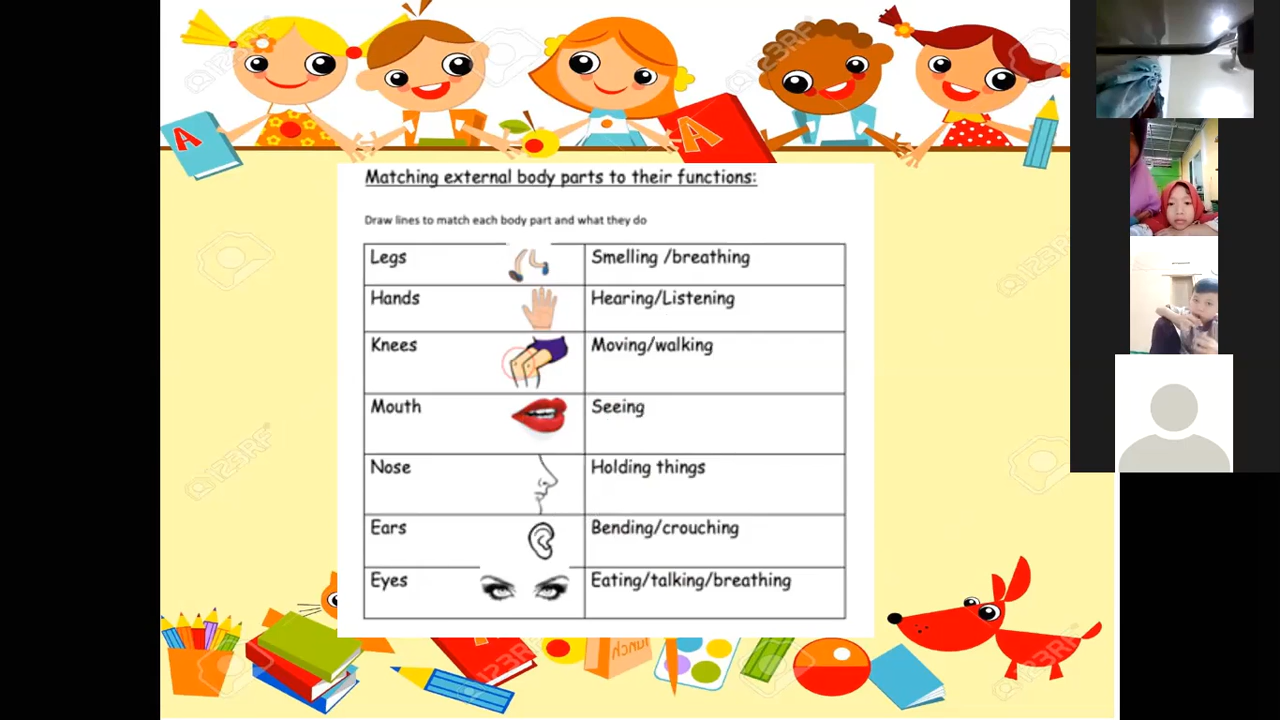 A
A
Matching external body parts to their functions:
Draw lines to match each body part and what they do
Legs Smelling /breathing
Hands Hearing/Listening
Knees Moving/walking
Mouth Seeing
Nose Holding things
Ears Bending/crouching
Eyes Eating/talking/breathing
lunch
123RF